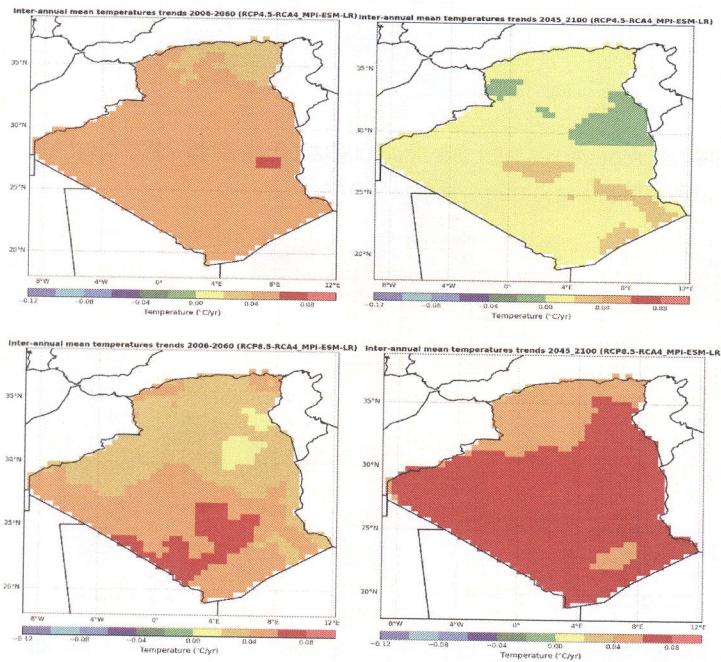 Inter-annual mean temperatures trends 2006-2060 (RCP4.5-RCA4_MPI-ESM-LR)
35°N
30°N
25°N
20°N
8°W 4°W 0° 4°E 8°E 12°E
−0.12 −0.08 −0.04 0.00 0.04 0.08
Temperature (°C/yr)
Inter-annual mean temperatures trends 2045_2100 (RCP4.5-RCA4_MPI-ESM-LR)
35°N
30°N
25°N
20°N
8°W 4°W 0° 4°E 8°E 12°E
−0.12 −0.08 −0.04 0.00 0.04 0.08
Temperature (°C/yr)
Inter-annual mean temperatures trends 2006-2060 (RCP8.5-RCA4_MPI-ESM-LR)
35°N
30°N
25°N
20°N
8°W 4°W 0° 4°E 8°E 12°E
−0.12 −0.08 −0.04 0.00 0.04 0.08
Temperature (°C/yr)
Inter-annual mean temperatures trends 2045_2100 (RCP8.5-RCA4_MPI-ESM-LR)
35°N
30°N
25°N
20°N
8°W 4°W 0° 4°E 8°E 12°E
−0.12 −0.08 −0.04 0.00 0.04 0.08
Temperature (°C/yr)